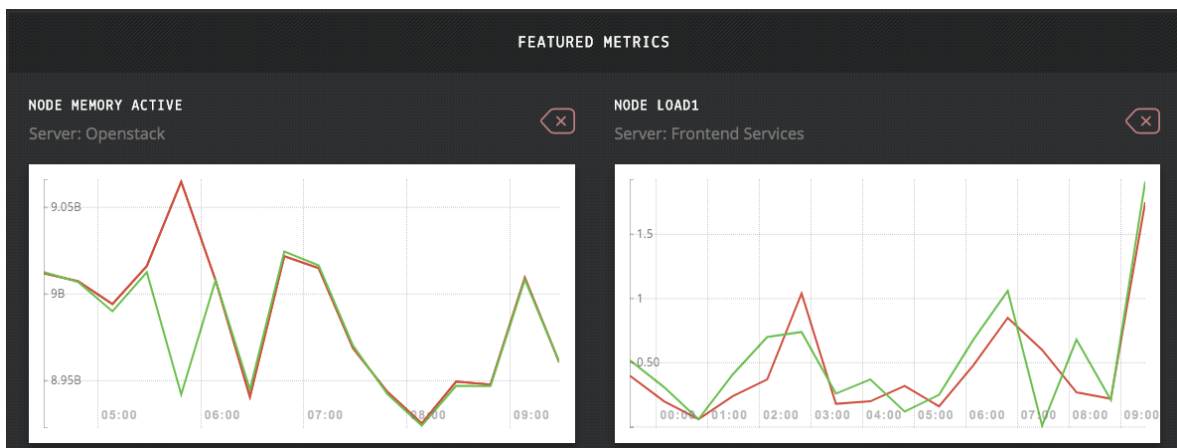 FEATURED METRICS
NODE MEMORY ACTIVE
Server: Openstack
9.05B
9B
8.95B
05:00 06:00 07:00 08:00 09:00
NODE LOAD1
Server: Frontend Services
1.5
1
0.50
00:00 01:00 02:00 03:00 04:00 05:00 06:00 07:00 08:00 09:00